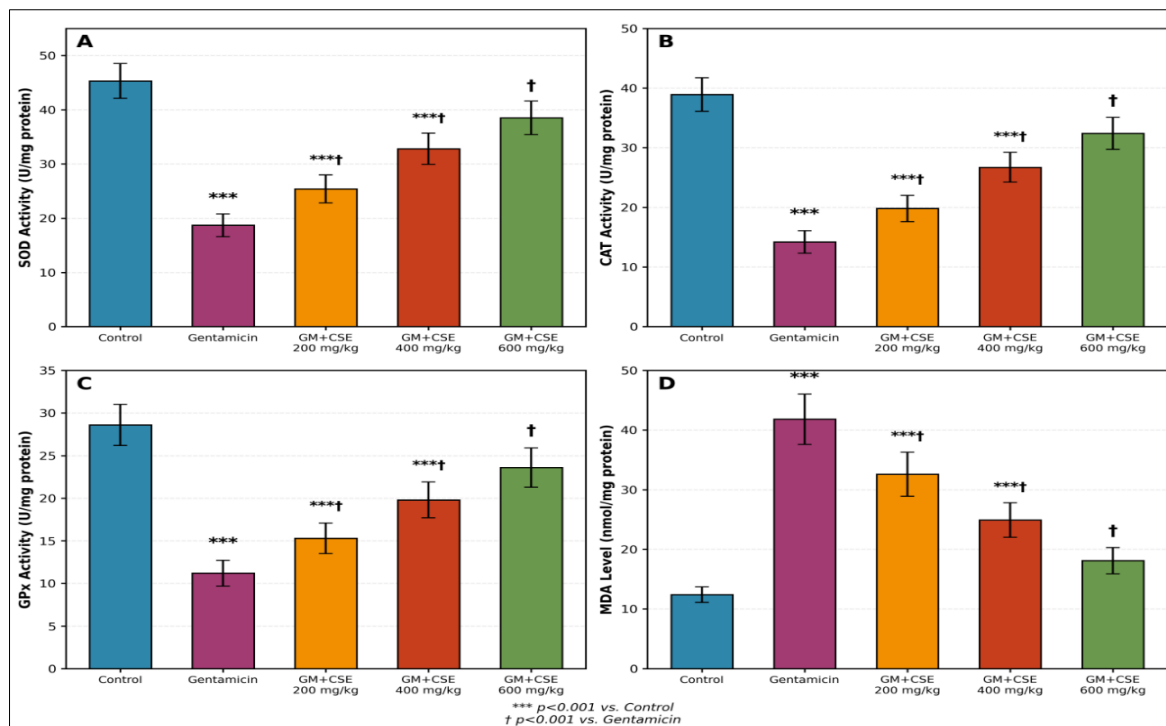 A
SOD Activity (U/mg protein)
50
40
30
20
10
0
***
***†
***†
†
Control
Gentamicin
GM+CSE
200 mg/kg
GM+CSE
400 mg/kg
GM+CSE
600 mg/kg
B
CAT Activity (U/mg protein)
50
40
30
20
10
0
***
***†
***†
†
Control
Gentamicin
GM+CSE
200 mg/kg
GM+CSE
400 mg/kg
GM+CSE
600 mg/kg
C
GPx Activity (U/mg protein)
35
30
25
20
15
10
5
0
***
***†
***†
†
Control
Gentamicin
GM+CSE
200 mg/kg
GM+CSE
400 mg/kg
GM+CSE
600 mg/kg
D
MDA Level (nmol/mg protein)
50
40
30
20
10
0
***
***†
***†
†
Control
Gentamicin
GM+CSE
200 mg/kg
GM+CSE
400 mg/kg
GM+CSE
600 mg/kg
*** p<0.001 vs. Control
† p<0.001 vs. Gentamicin